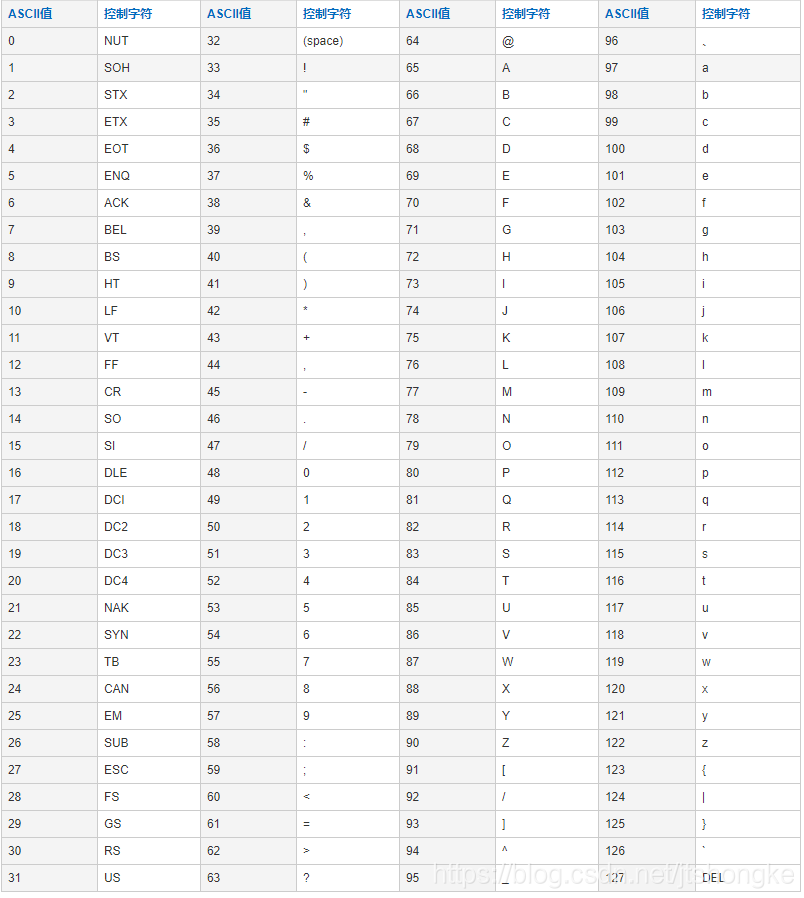 ASCII值 控制字符 ASCII值 控制字符 ASCII值 控制字符 ASCII值 控制字符
0 NUT 32 (space) 64 @ 96 、
1 SOH 33 ! 65 A 97 a
2 STX 34 " 66 B 98 b
3 ETX 35 # 67 C 99 c
4 EOT 36 $ 68 D 100 d
5 ENQ 37 % 69 E 101 e
6 ACK 38 & 70 F 102 f
7 BEL 39 , 71 G 103 g
8 BS 40 ( 72 H 104 h
9 HT 41 ) 73 I 105 i
10 LF 42 * 74 J 106 j
11 VT 43 + 75 K 107 k
12 FF 44 , 76 L 108 l
13 CR 45 - 77 M 109 m
14 SO 46 . 78 N 110 n
15 SI 47 / 79 O 111 o
16 DLE 48 0 80 P 112 p
17 DCI 49 1 81 Q 113 q
18 DC2 50 2 82 R 114 r
19 DC3 51 3 83 S 115 s
20 DC4 52 4 84 T 116 t
21 NAK 53 5 85 U 117 u
22 SYN 54 6 86 V 118 v
23 TB 55 7 87 W 119 w
24 CAN 56 8 88 X 120 x
25 EM 57 9 89 Y 121 y
26 SUB 58 : 90 Z 122 z
27 ESC 59 ; 91 [ 123 {
28 FS 60 < 92 / 124 |
29 GS 61 = 93 ] 125 }
30 RS 62 > 94 ^ 126 `
31 US 63 ? 95 _ 127 DEL